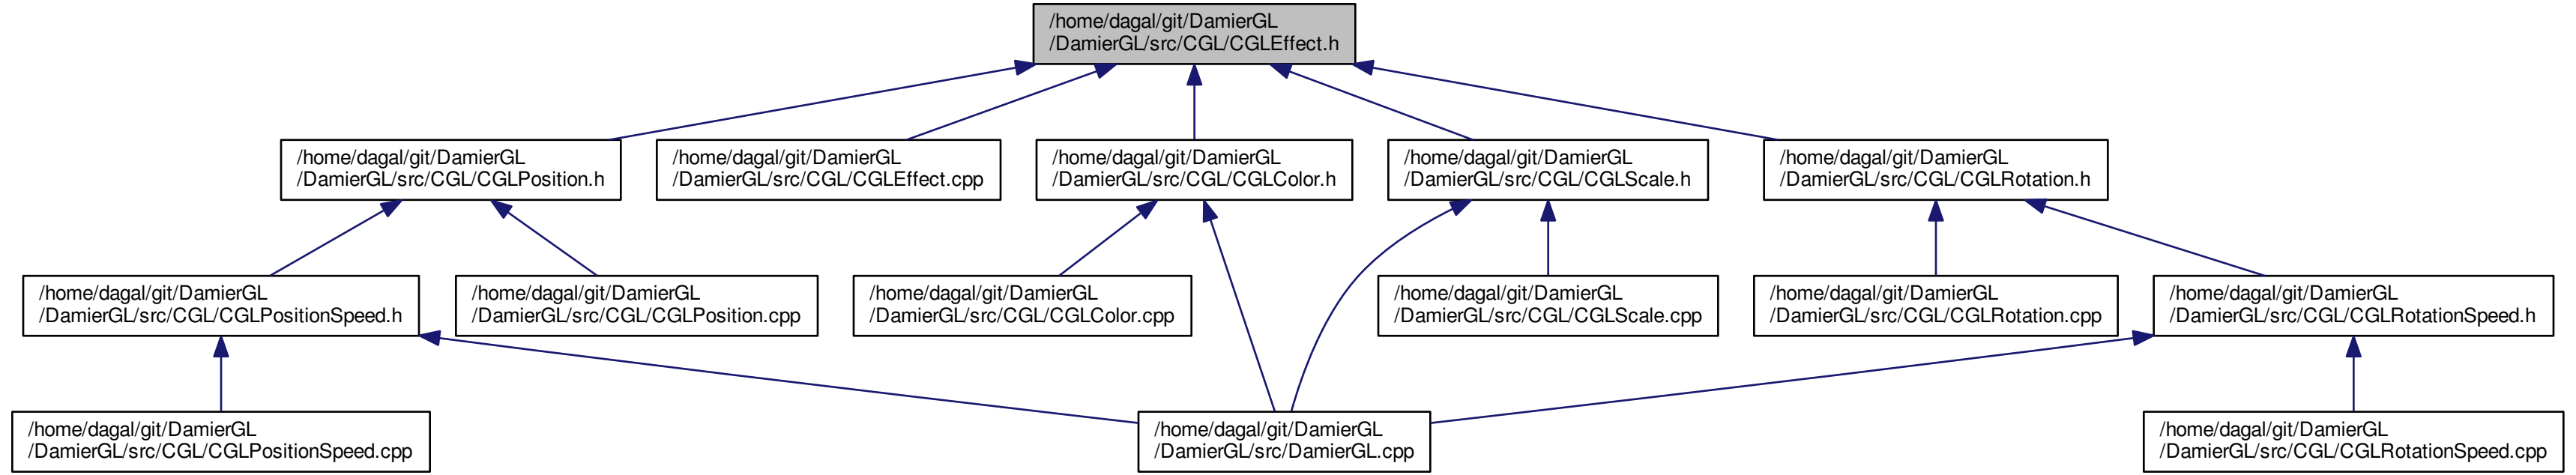 /home/dagal/git/DamierGL
/DamierGL/src/CGL/CGLEffect.h
/home/dagal/git/DamierGL
/DamierGL/src/CGL/CGLPosition.h
/home/dagal/git/DamierGL
/DamierGL/src/CGL/CGLEffect.cpp
/home/dagal/git/DamierGL
/DamierGL/src/CGL/CGLColor.h
/home/dagal/git/DamierGL
/DamierGL/src/CGL/CGLScale.h
/home/dagal/git/DamierGL
/DamierGL/src/CGL/CGLRotation.h
/home/dagal/git/DamierGL
/DamierGL/src/CGL/CGLPositionSpeed.h
/home/dagal/git/DamierGL
/DamierGL/src/CGL/CGLPosition.cpp
/home/dagal/git/DamierGL
/DamierGL/src/CGL/CGLColor.cpp
/home/dagal/git/DamierGL
/DamierGL/src/CGL/CGLScale.cpp
/home/dagal/git/DamierGL
/DamierGL/src/CGL/CGLRotation.cpp
/home/dagal/git/DamierGL
/DamierGL/src/CGL/CGLRotationSpeed.h
/home/dagal/git/DamierGL
/DamierGL/src/CGL/CGLPositionSpeed.cpp
/home/dagal/git/DamierGL
/DamierGL/src/DamierGL.cpp
/home/dagal/git/DamierGL
/DamierGL/src/CGL/CGLRotationSpeed.cpp